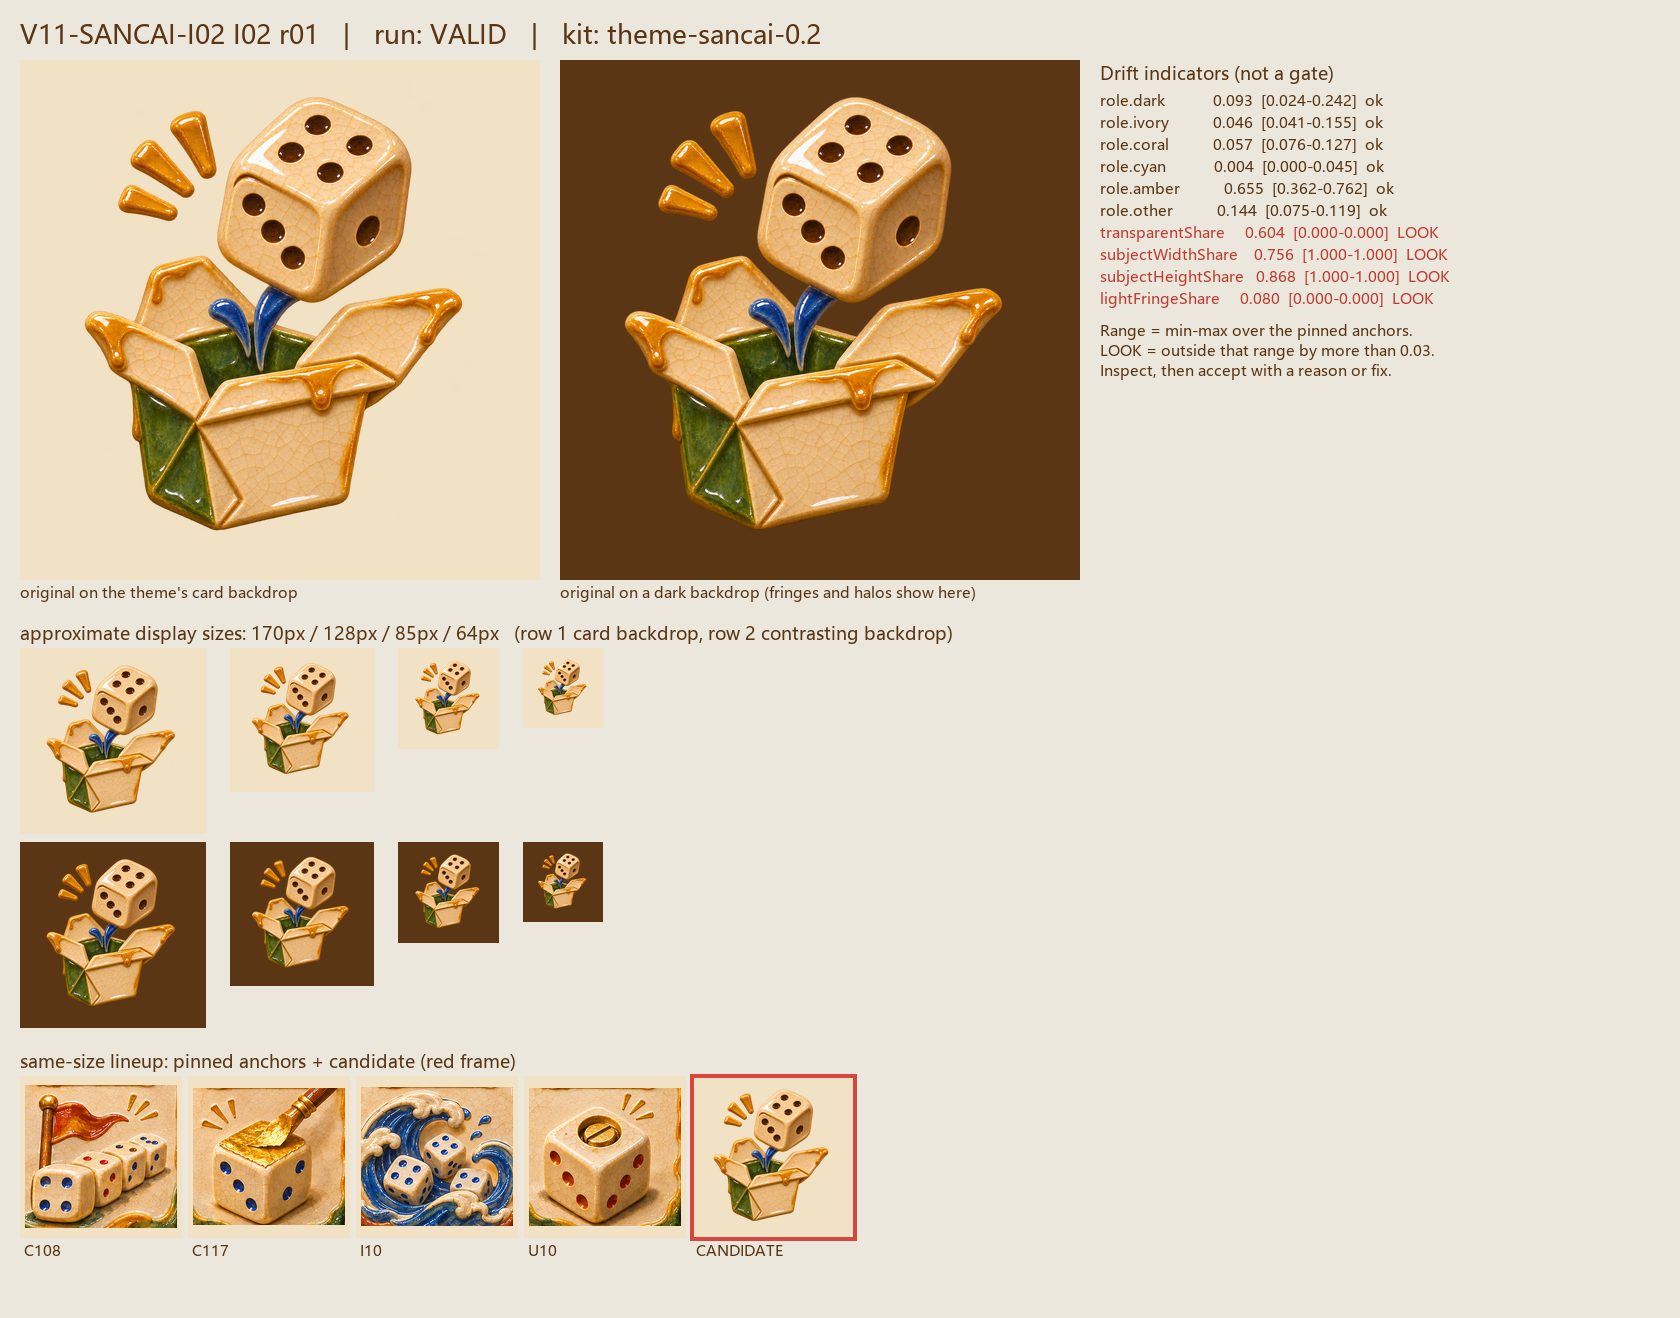 V11-SANCAI-I02 I02 r01 | run: VALID | kit: theme-sancai-0.2
Drift indicators (not a gate)
role.dark 0.093 [0.024-0.242] ok
role.ivory 0.046 [0.041-0.155] ok
role.coral 0.057 [0.076-0.127] ok
role.cyan 0.004 [0.000-0.045] ok
role.amber 0.655 [0.362-0.762] ok
role.other 0.144 [0.075-0.119] ok
transparentShare 0.604 [0.000-0.000] LOOK
subjectWidthShare 0.756 [1.000-1.000] LOOK
subjectHeightShare 0.868 [1.000-1.000] LOOK
lightFringeShare 0.080 [0.000-0.000] LOOK
Range = min-max over the pinned anchors.
LOOK = outside that range by more than 0.03.
Inspect, then accept with a reason or fix.
original on the theme's card backdrop
original on a dark backdrop (fringes and halos show here)
approximate display sizes: 170px / 128px / 85px / 64px (row 1 card backdrop, row 2 contrasting backdrop)
same-size lineup: pinned anchors + candidate (red frame)
C108
C117
I10
U10
CANDIDATE